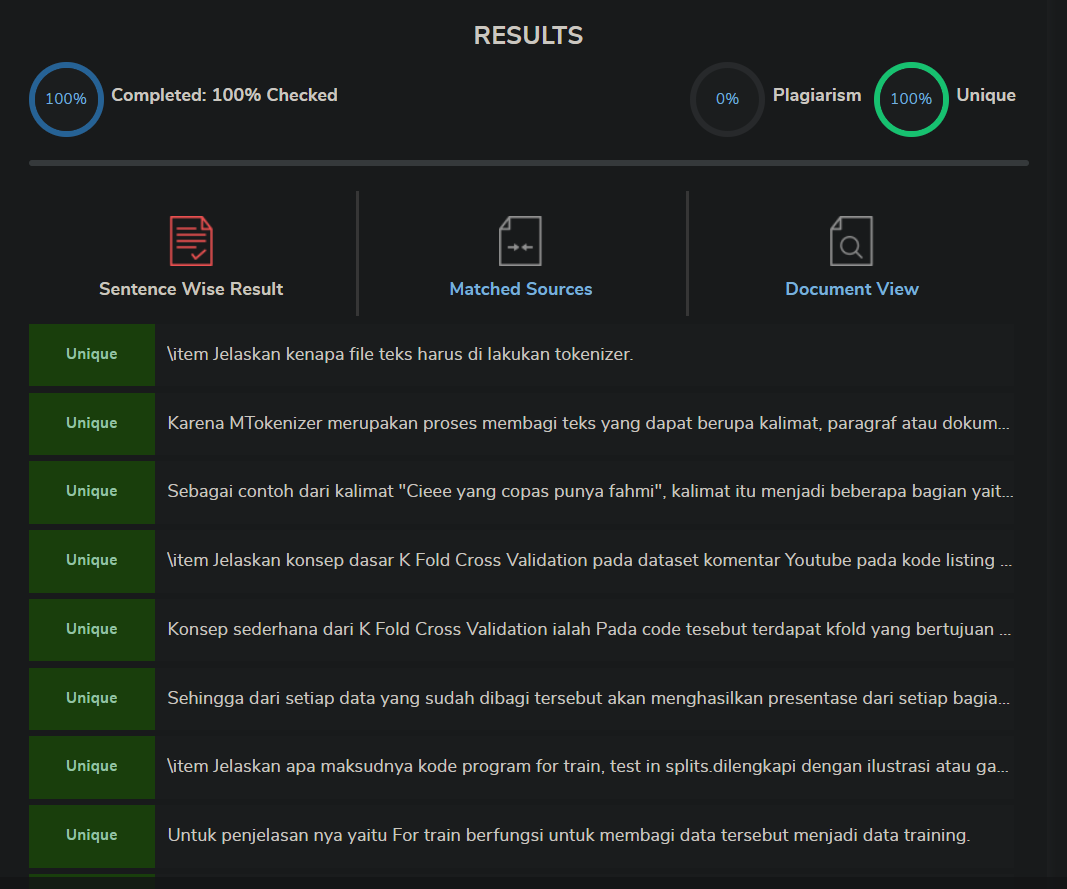 RESULTS
100% Completed: 100% Checked 0% Plagiarism 100% Unique
Sentence Wise Result Matched Sources Document View
Unique \item Jelaskan kenapa file teks harus di lakukan tokenizer.
Unique Karena MTokenizer merupakan proses membagi teks yang dapat berupa kalimat, paragraf atau dokum...
Unique Sebagai contoh dari kalimat "Cieee yang copas punya fahmi", kalimat itu menjadi beberapa bagian yait...
Unique \item Jelaskan konsep dasar K Fold Cross Validation pada dataset komentar Youtube pada kode listing ...
Unique Konsep sederhana dari K Fold Cross Validation ialah Pada code tesebut terdapat kfold yang bertujuan ...
Unique Sehingga dari setiap data yang sudah dibagi tersebut akan menghasilkan presentase dari setiap bagia...
Unique \item Jelaskan apa maksudnya kode program for train, test in splits.dilengkapi dengan ilustrasi atau ga...
Unique Untuk penjelasan nya yaitu For train berfungsi untuk membagi data tersebut menjadi data training.